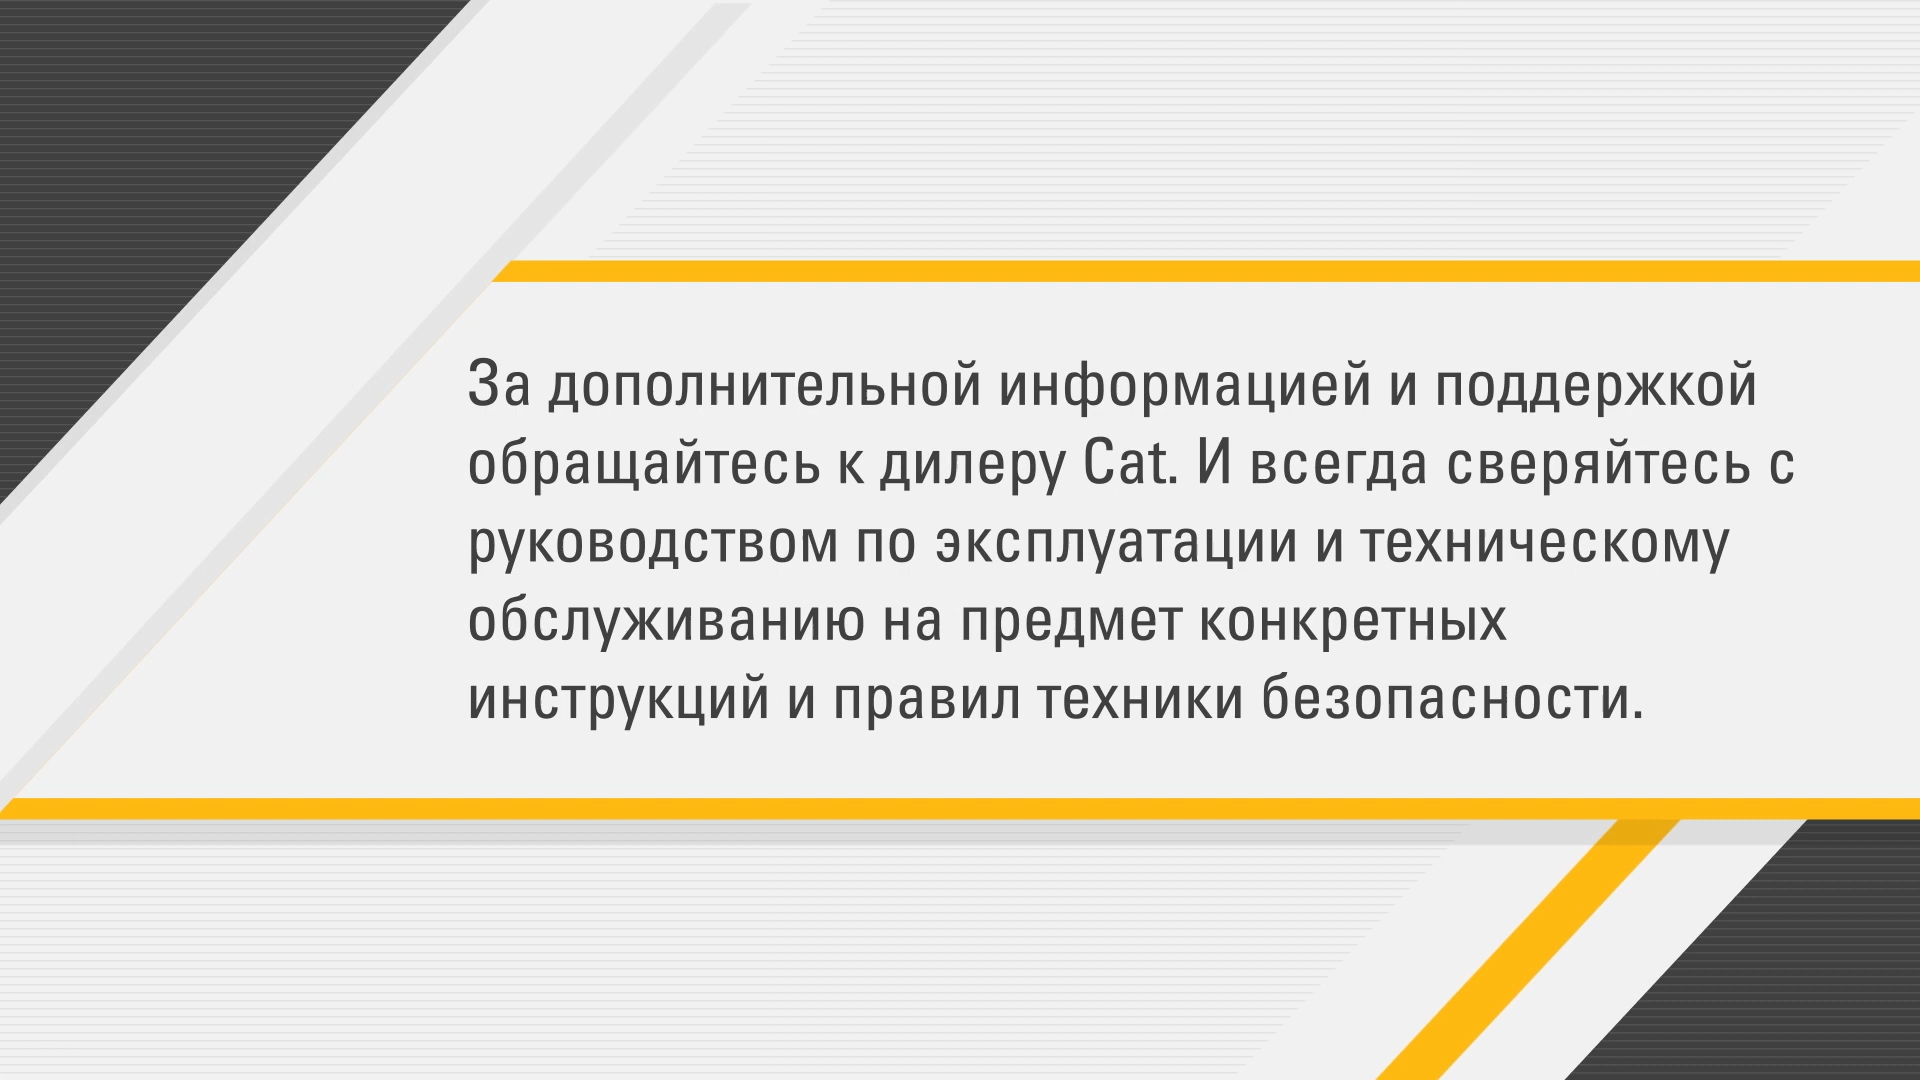 За дополнительной информацией и поддержкой
обращайтесь к дилеру Cat. И всегда сверяйтесь с
руководством по эксплуатации и техническому
обслуживанию на предмет конкретных
инструкций и правил техники безопасности.